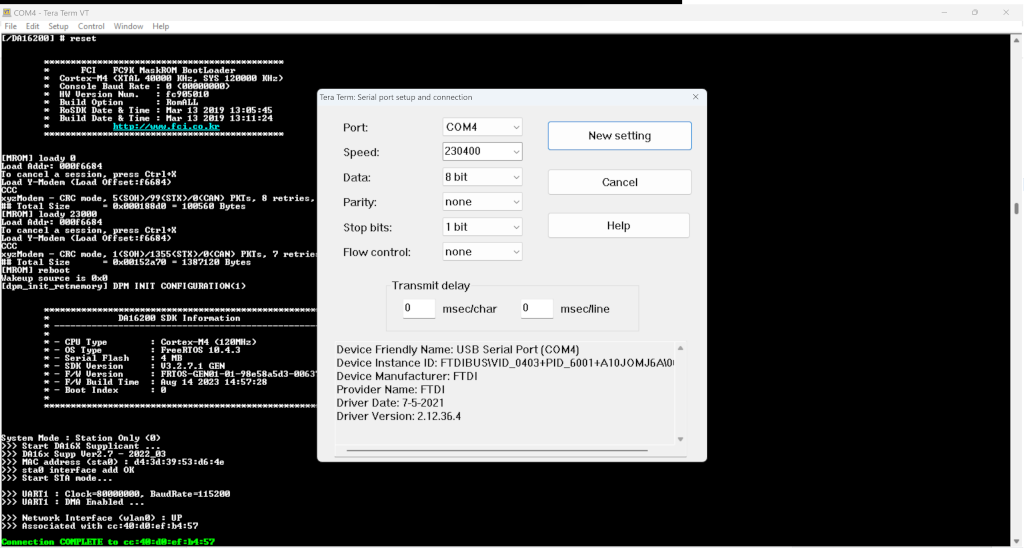 COM4 - Tera Term VT
File Edit Setup Control Window Help
[/DA16200] # reset
********************************************
* FCI FC9K MaskROM BootLoader
* Cortex-M4 (XTAL 40000 KHz, SYS 120000 KHz)
* Console Baud Rate : 0 (00000000)
* HW Version Num. : fc905010
* Build Option : RomALL
* RoSDK Date & Time : Mar 13 2019 13:05:45
* Build Date & Time : Mar 13 2019 13:11:24
* http://www.fci.co.kr
********************************************
[MROM] loady 0
Load Addr: 000f6684
To cancel a session, press Ctrl+X
Load Y-Modem (Load Offset:f6684)
CCC
xyzModem - CRC mode, 5(SOH)/99(STX)/0(CAN) PKTs, 8 retries,
## Total Size = 0x000188d0 = 100560 Bytes
[MROM] loady 23000
Load Addr: 000f6684
To cancel a session, press Ctrl+X
Load Y-Modem (Load Offset:f6684)
CCC
xyzModem - CRC mode, 1(SOH)/1355(STX)/0(CAN) PKTs, 7 retries,
## Total Size = 0x00152a70 = 1387120 Bytes
[MROM] reboot
Wakeup source is 0x0
[dpm_init_retmemory] DPM INIT CONFIGURATION(1)
* DA16200 SDK Information
* - CPU Type : Cortex-M4 (120MHz)
* - OS Type : FreeRTOS 10.4.3
* - Serial Flash : 4 MB
* - SDK Version : V3.2.7.1 GEN
* - F/W Version : FRTOS-GEN01-01-98e58a5d3-00637
* - F/W Build Time : Aug 14 2023 14:57:28
* - Boot Index : 0
System Mode : Station Only (0)
>>> Start DA16X Supplicant ...
>>> DA16x Supp Ver2.7 - 2022_03
>>> MAC address (sta0) : d4:3d:39:53:d6:4e
>>> sta0 interface add OK
>>> Start STA mode...
>>> UART1 : Clock=80000000, BaudRate=115200
>>> UART1 : DMA Enabled ...
>>> Network Interface (wlan0) : UP
>>> Associated with cc:40:d0:ef:b4:57
Connection COMPLETE to cc:40:d0:ef:b4:57
Tera Term: Serial port setup and connection
Port: COM4 New setting
Speed: 230400
Data: 8 bit Cancel
Parity: none
Stop bits: 1 bit Help
Flow control: none
Transmit delay
0 msec/char 0 msec/line
Device Friendly Name: USB Serial Port (COM4)
Device Instance ID: FTDIBUS\VID_0403+PID_6001+A10JOMJ6A\0
Device Manufacturer: FTDI
Provider Name: FTDI
Driver Date: 7-5-2021
Driver Version: 2.12.36.4